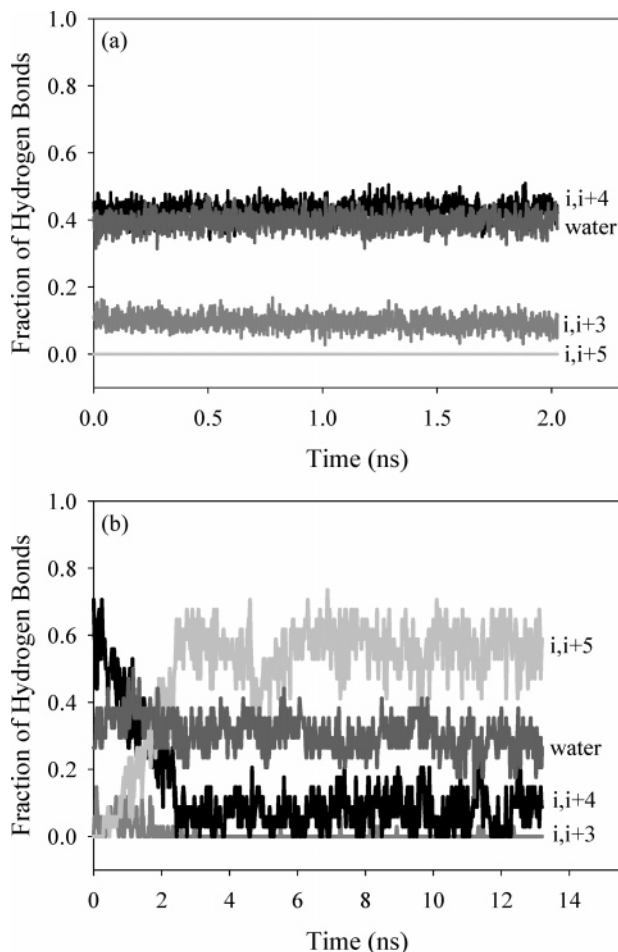 (a)
Fraction of Hydrogen Bonds
1.0
0.8
0.6
0.4
0.2
0.0
i,i+4
water
i,i+3
i,i+5
0.0 0.5 1.0 1.5 2.0
Time (ns)
(b)
Fraction of Hydrogen Bonds
1.0
0.8
0.6
0.4
0.2
0.0
i,i+5
water
i,i+4
i,i+3
0 2 4 6 8 10 12 14
Time (ns)